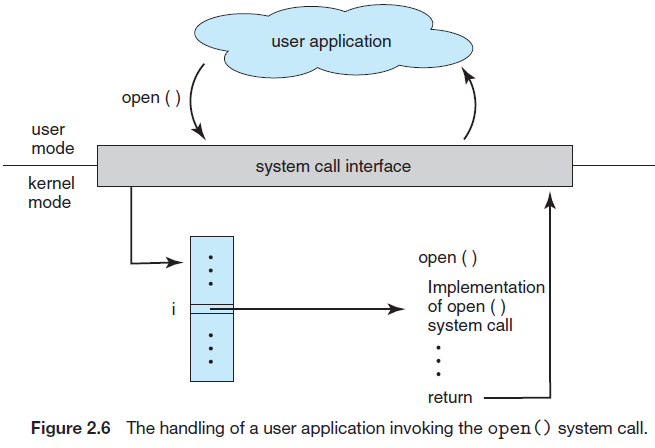 user application
open ( )
user
mode
system call interface
kernel
mode
open ( )
Implementation
of open ( )
system call
i
return
Figure 2.6 The handling of a user application invoking the open() system call.